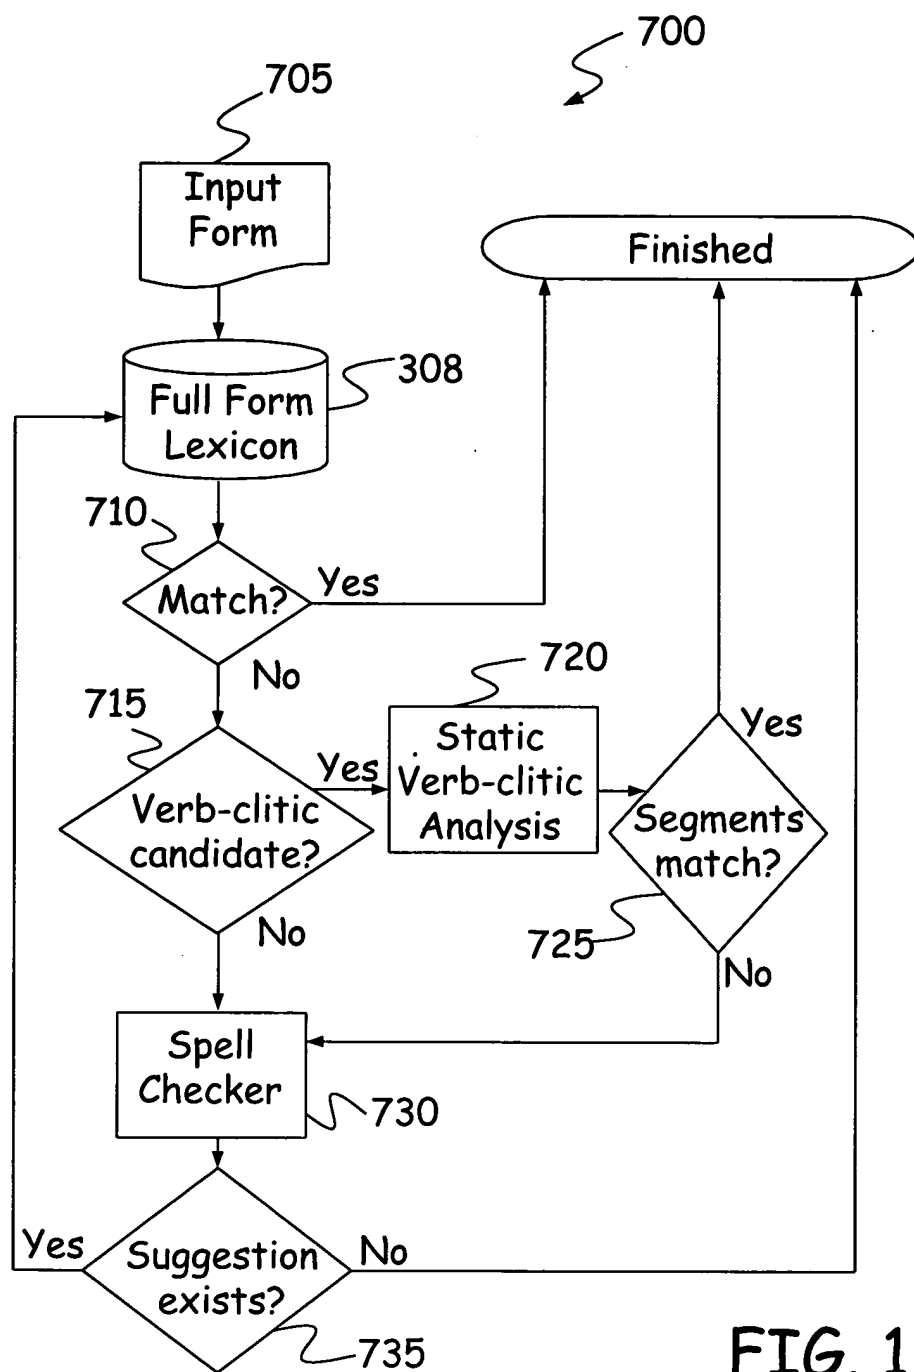 700
705
Input
Form
Finished
308
Full Form
Lexicon
710
Match?
Yes
No
720
715
Static
Verb-clitic
Analysis
Yes
Yes
Verb-clitic
candidate?
Segments
match?
No
725
No
Spell
Checker
730
Yes
Suggestion
exists?
No
735
FIG. 1